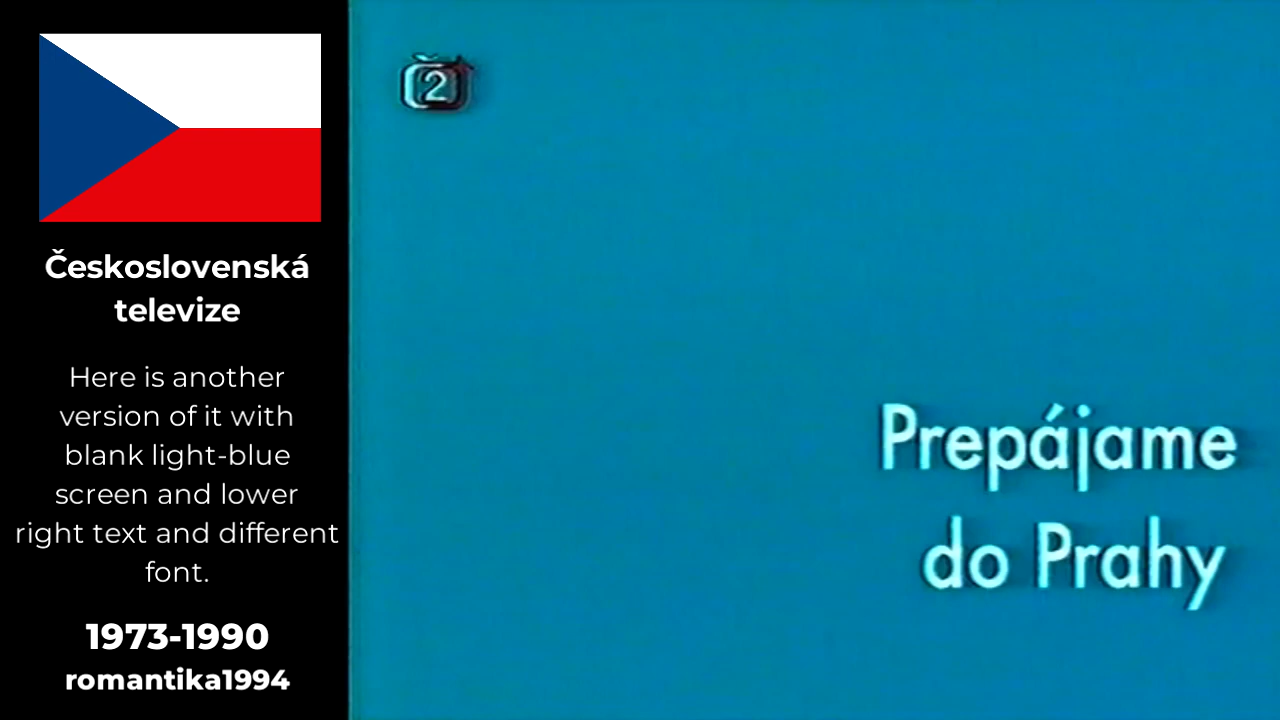 Československá
televize
Here is another
version of it with
blank light-blue
screen and lower
right text and different
font.
1973-1990
romantika1994
2
Prepájame
do Prahy